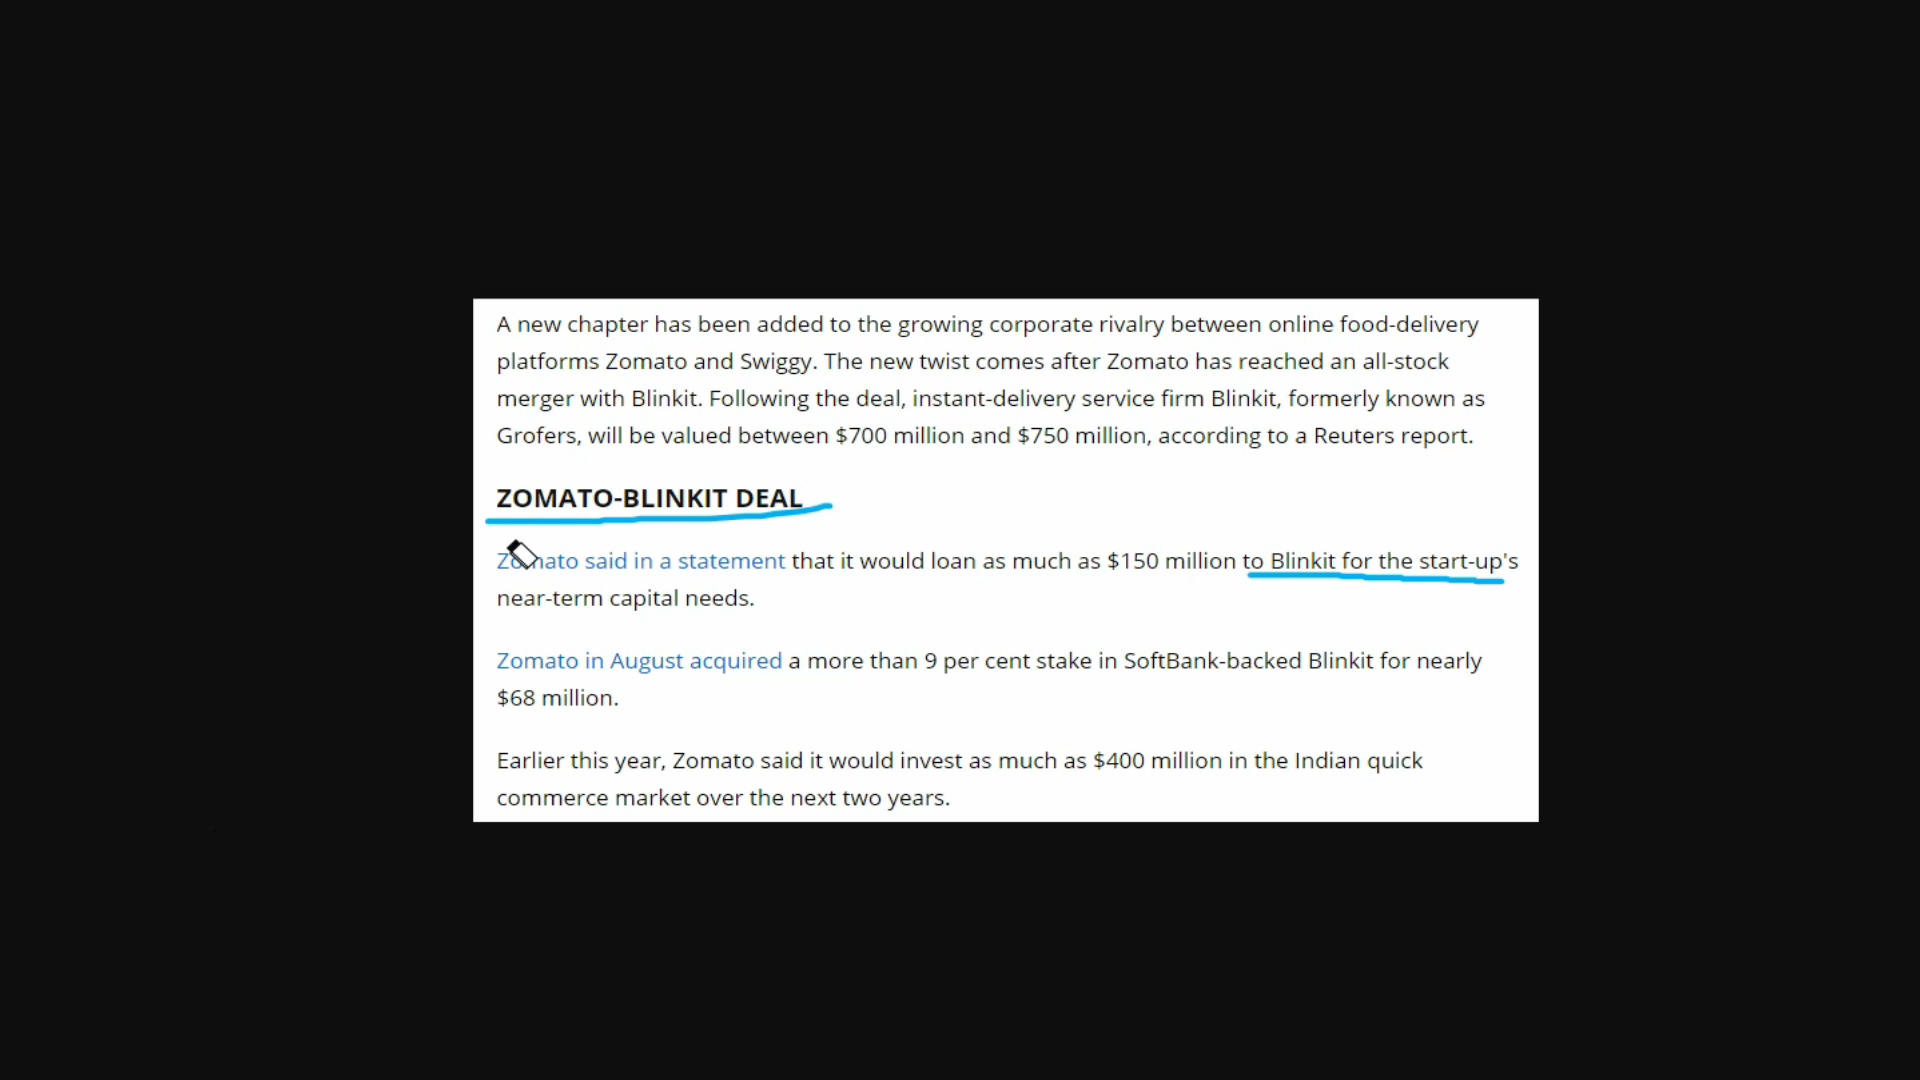 A new chapter has been added to the growing corporate rivalry between online food-delivery
platforms Zomato and Swiggy. The new twist comes after Zomato has reached an all-stock
merger with Blinkit. Following the deal, instant-delivery service firm Blinkit, formerly known as
Grofers, will be valued between $700 million and $750 million, according to a Reuters report.
ZOMATO-BLINKIT DEAL
Zomato said in a statement that it would loan as much as $150 million to Blinkit for the start-up's
near-term capital needs.
Zomato in August acquired a more than 9 per cent stake in SoftBank-backed Blinkit for nearly
$68 million.
Earlier this year, Zomato said it would invest as much as $400 million in the Indian quick
commerce market over the next two years.